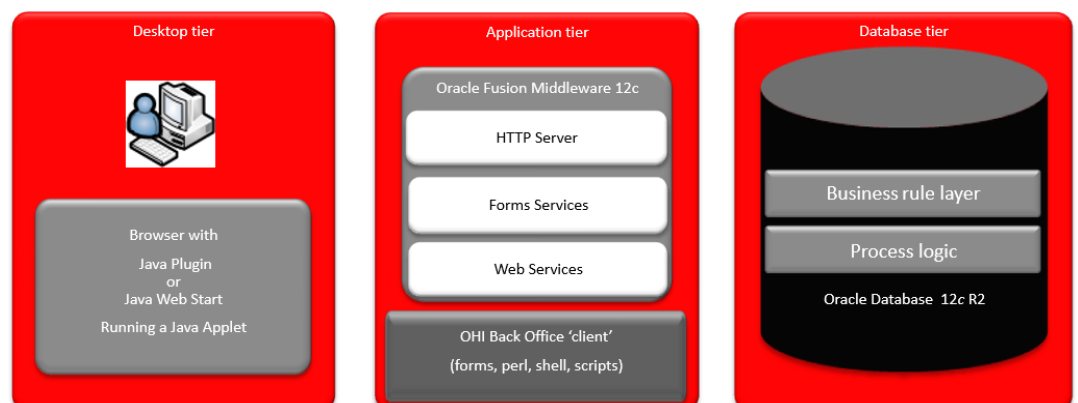 Desktop tier
Browser with
Java Plugin
or
Java Web Start
Running a Java Applet
Application tier
Oracle Fusion Middleware 12c
HTTP Server
Forms Services
Web Services
OHI Back Office ‘client’
(forms, perl, shell, scripts)
Database tier
Business rule layer
Process logic
Oracle Database 12c R2